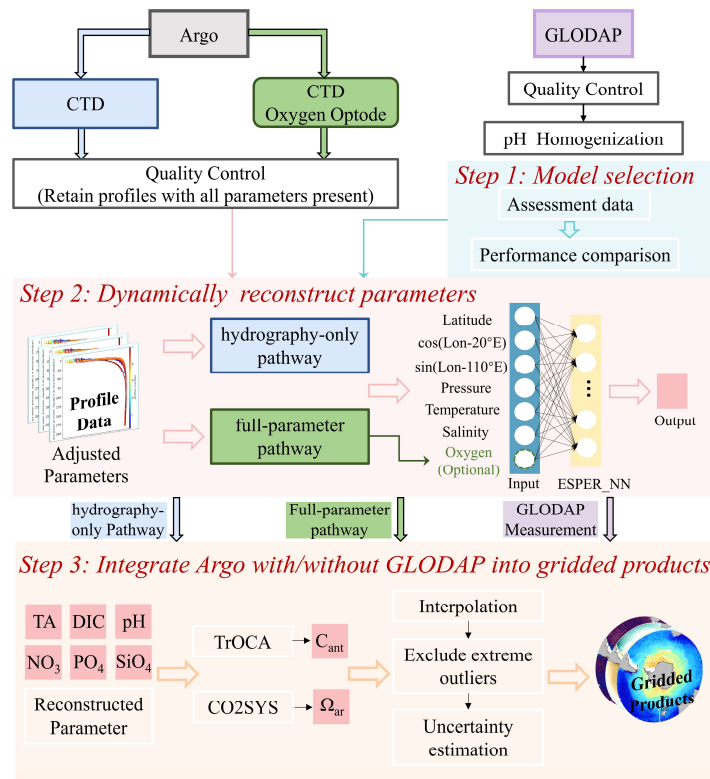 Argo
GLODAP
CTD
CTD
Oxygen Optode
Quality Control
pH Homogenization
Quality Control
(Retain profiles with all parameters present)
Step 1: Model selection
Assessment data
Performance comparison
Step 2: Dynamically reconstruct parameters
Profile
Data
Adjusted
Parameters
hydrography-only
pathway
full-parameter
pathway
Latitude
cos(Lon-20°E)
sin(Lon-110°E)
Pressure
Temperature
Salinity
Oxygen
(Optional)
Input
ESPER_NN
Output
hydrography-
only Pathway
Full-parameter
pathway
GLODAP
Measurement
Step 3: Integrate Argo with/without GLODAP into gridded products
TA
DIC
pH
NO3
PO4
SiO4
Reconstructed
Parameter
TrOCA
Cant
CO2SYS
Ωar
Interpolation
Exclude extreme
outliers
Uncertainty
estimation
Gridded
Products